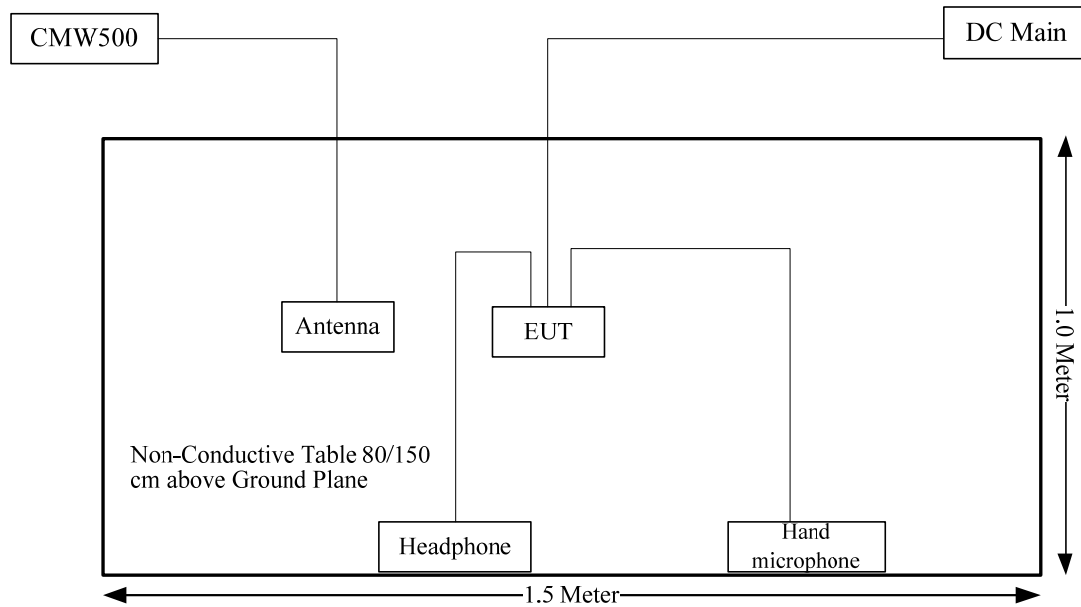 CMW500
DC Main
Antenna
EUT
1.0 Meter
Non-Conductive Table 80/150
cm above Ground Plane
Headphone
Hand
microphone
1.5 Meter